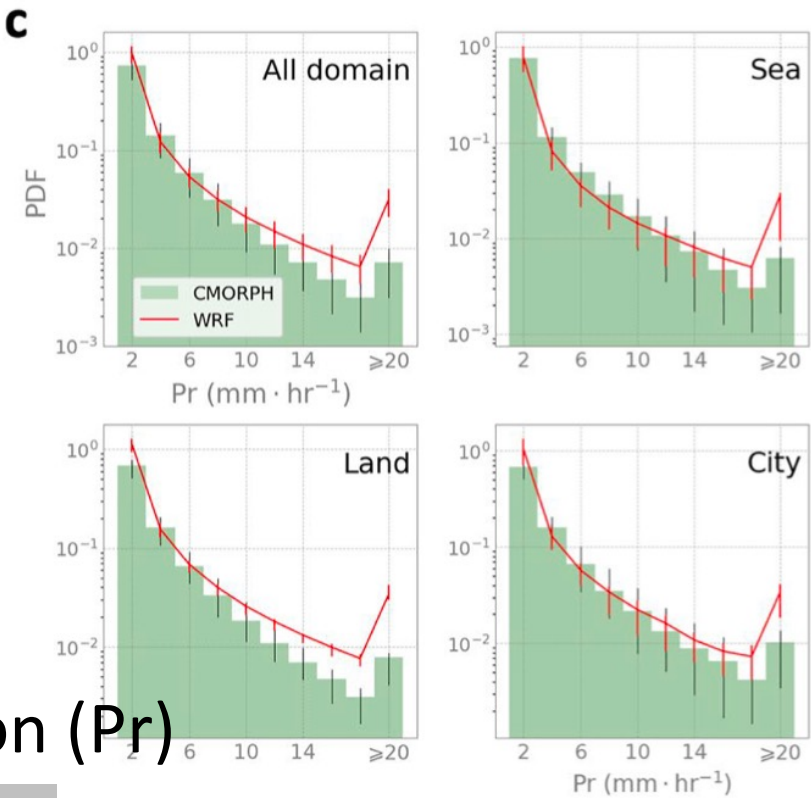 c
All domain
10⁰
10⁻¹
10⁻²
10⁻³
PDF
CMORPH
WRF
2 6 10 14 ⩾20
Pr (mm · hr⁻¹)
Sea
10⁰
10⁻¹
10⁻²
10⁻³
2 6 10 14 ⩾20
Land
10⁰
10⁻¹
10⁻²
2 6 10 14 ⩾20
City
10⁰
10⁻¹
10⁻²
2 6 10 14 ⩾20
Pr (mm · hr⁻¹)
on (Pr)